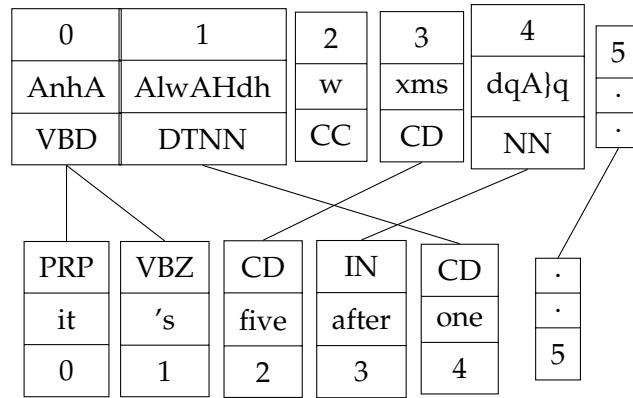 0 1 2 3 4 5
AnhA AlwAHdh w xms dqA}q .
VBD DTNN CC CD NN .
PRP VBZ CD IN CD .
it 's five after one .
0 1 2 3 4 5